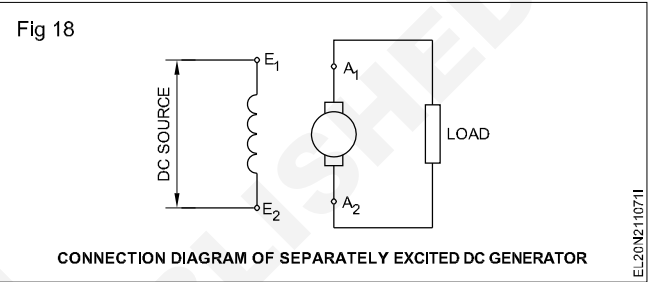 Fig 18
E1
A1
DC SOURCE
LOAD
E2
A2
CONNECTION DIAGRAM OF SEPARATELY EXCITED DC GENERATOR
EL20N211071I